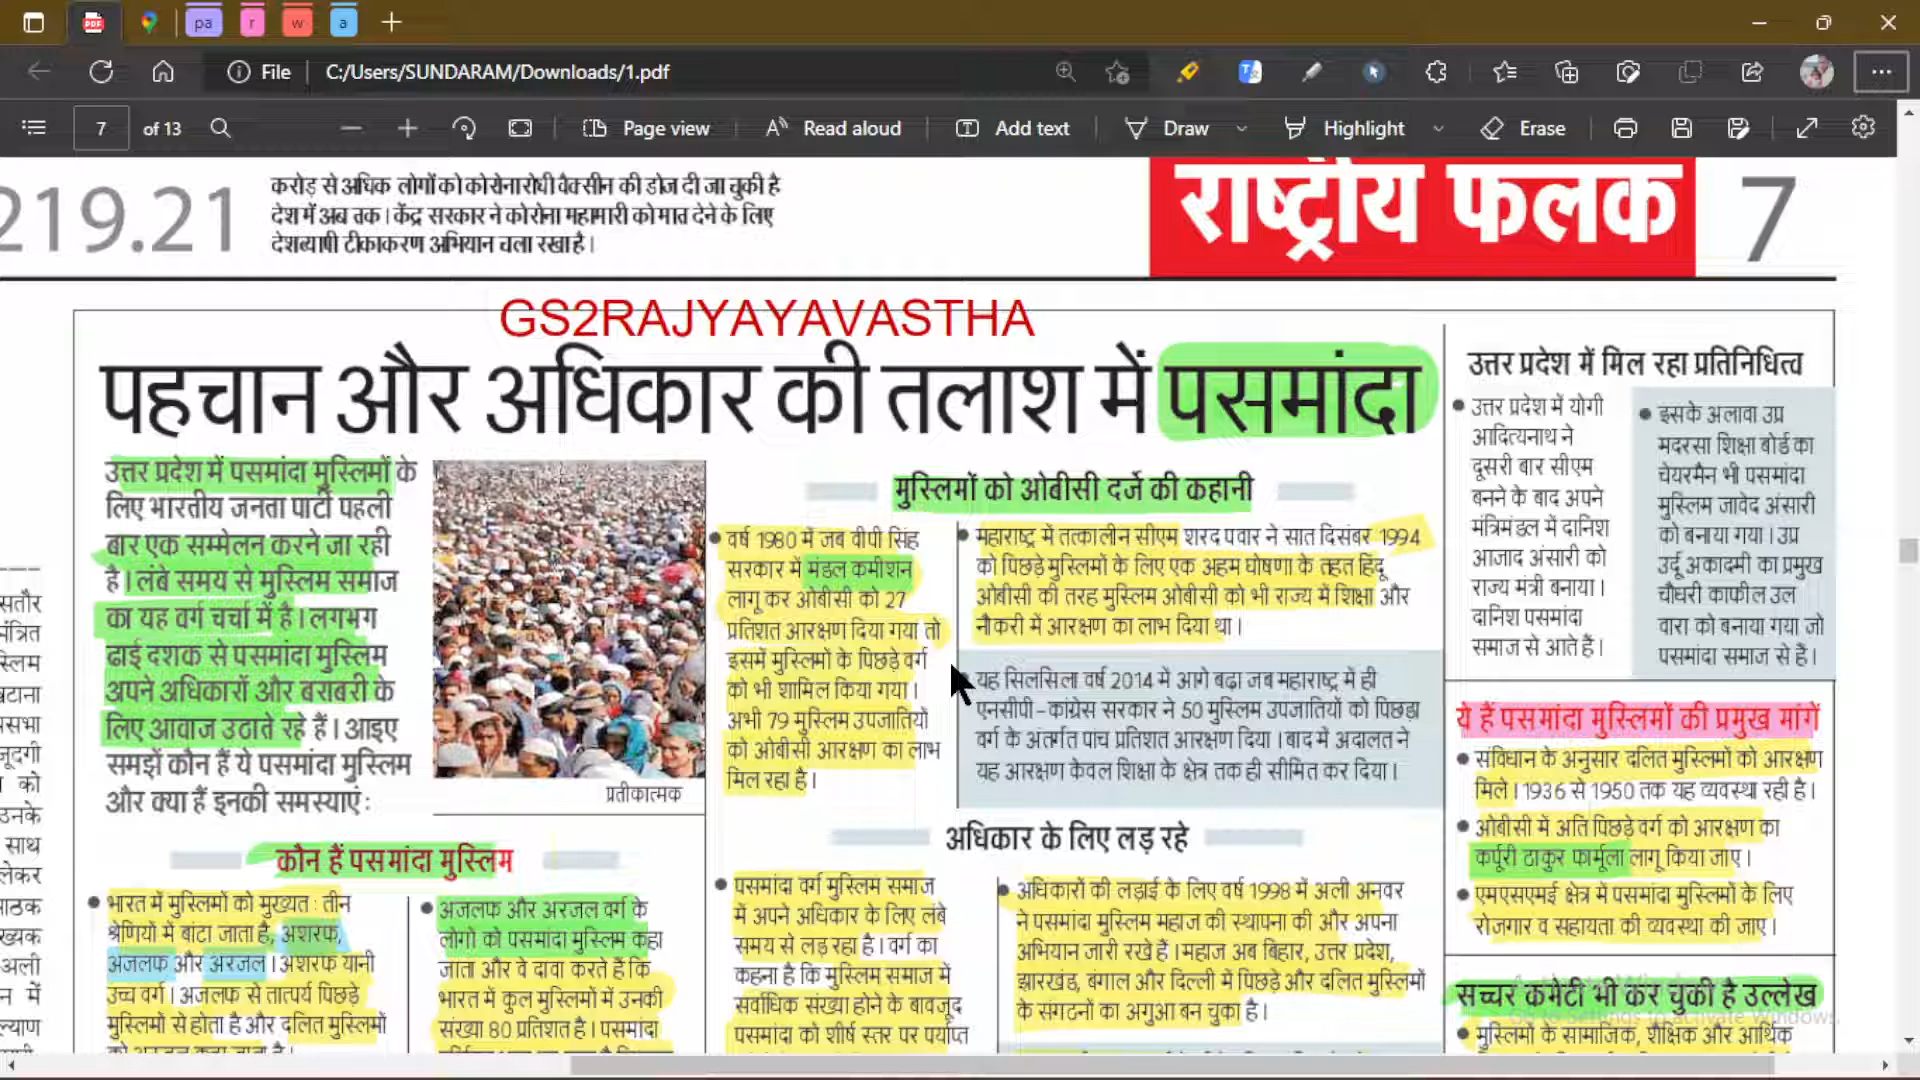 pa
r
w
a
File
C:/Users/SUNDARAM/Downloads/1.pdf
7
of 13
Page view
Read aloud
Add text
Draw
Highlight
Erase
219.21
करोड़ से अधिक लोगों को कोरोनारोधी वैक्सीन की डोज दी जा चुकी है
देश में अब तक। केंद्र सरकार ने कोरोना महामारी को मात देने के लिए
देशव्यापी टीकाकरण अभियान चला रखा है।
राष्ट्रीय फलक
7
GS2RAJYAYAVASTHA
पहचान और अधिकार की तलाश में पसमांदा
उत्तर प्रदेश में पसमांदा मुस्लिमों के
लिए भारतीय जनता पार्टी पहली
बार एक सम्मेलन करने जा रही
है। लंबे समय से मुस्लिम समाज
का यह वर्ग चर्चा में है। लगभग
ढाई दशक से पसमांदा मुस्लिम
अपने अधिकारों और बराबरी के
लिए आवाज उठाते रहे हैं। आइए
समझें कौन हैं ये पसमांदा मुस्लिम
और क्या हैं इनकी समस्याएं:
प्रतीकात्मक
कौन हैं पसमांदा मुस्लिम
भारत में मुस्लिमों को मुख्यत: तीन
श्रेणियों में बांटा जाता है, अशरफ,
अजलफ और अरजल। अशरफ यानी
उच्च वर्ग। अजलफ से तात्पर्य पिछड़े
मुस्लिमों से होता है और दलित मुस्लिमों
को अरजल कहा जाता है।
अजलफ और अरजल वर्ग के
लोगों को पसमांदा मुस्लिम कहा
जाता और वे दावा करते हैं कि
भारत में कुल मुस्लिमों में उनकी
संख्या 80 प्रतिशत है। पसमांदा
मुस्लिमों को ओबीसी दर्जे की कहानी
वर्ष 1980 में जब वीपी सिंह
सरकार में मंडल कमीशन
लागू कर ओबीसी को 27
प्रतिशत आरक्षण दिया गया तो
इसमें मुस्लिमों के पिछड़े वर्ग
को भी शामिल किया गया।
अभी 79 मुस्लिम उपजातियों
को ओबीसी आरक्षण का लाभ
मिल रहा है।
महाराष्ट्र में तत्कालीन सीएम शरद पवार ने सात दिसंबर 1994
को पिछड़े मुस्लिमों के लिए एक अहम घोषणा के तहत हिंदू
ओबीसी की तरह मुस्लिम ओबीसी को भी राज्य में शिक्षा और
नौकरी में आरक्षण का लाभ दिया था।
यह सिलसिला वर्ष 2014 में आगे बढ़ा जब महाराष्ट्र में ही
एनसीपी-कांग्रेस सरकार ने 50 मुस्लिम उपजातियों को पिछड़ा
वर्ग के अंतर्गत पांच प्रतिशत आरक्षण दिया। बाद में अदालत ने
यह आरक्षण केवल शिक्षा के क्षेत्र तक ही सीमित कर दिया।
अधिकार के लिए लड़ रहे
पसमांदा वर्ग मुस्लिम समाज
में अपने अधिकार के लिए लंबे
समय से लड़ रहा है। वर्ग का
कहना है कि मुस्लिम समाज में
सर्वाधिक संख्या होने के बावजूद
पसमांदा को शीर्ष स्तर पर पर्याप्त
अधिकारों की लड़ाई के लिए वर्ष 1998 में अली अनवर
ने पसमांदा मुस्लिम महाज की स्थापना की और अपना
अभियान जारी रखे हैं। महाज अब बिहार, उत्तर प्रदेश,
झारखंड, बंगाल और दिल्ली में पिछड़े और दलित मुस्लिमों
के संगठनों का अगुआ बन चुका है।
उत्तर प्रदेश में मिल रहा प्रतिनिधित्व
उत्तर प्रदेश में योगी
आदित्यनाथ ने
दूसरी बार सीएम
बनने के बाद अपने
मंत्रिमंडल में दानिश
आजाद अंसारी को
राज्य मंत्री बनाया।
दानिश पसमांदा
समाज से आते हैं।
इसके अलावा उप्र
मदरसा शिक्षा बोर्ड का
चेयरमैन भी पसमांदा
मुस्लिम जावेद अंसारी
को बनाया गया। उप्र
उर्दू अकादमी का प्रमुख
चौधरी काफील उल
वारा को बनाया गया जो
पसमांदा समाज से हैं।
ये हैं पसमांदा मुस्लिमों की प्रमुख मांगें
संविधान के अनुसार दलित मुस्लिमों को आरक्षण
मिले। 1936 से 1950 तक यह व्यवस्था रही है।
ओबीसी में अति पिछड़े वर्ग को आरक्षण का
कर्पूरी ठाकुर फार्मूला लागू किया जाए।
एमएसएमई क्षेत्र में पसमांदा मुस्लिमों के लिए
रोजगार व सहायता की व्यवस्था की जाए।
सच्चर कमेटी भी कर चुकी है उल्लेख
मुस्लिमों के सामाजिक, शैक्षिक और आर्थिक